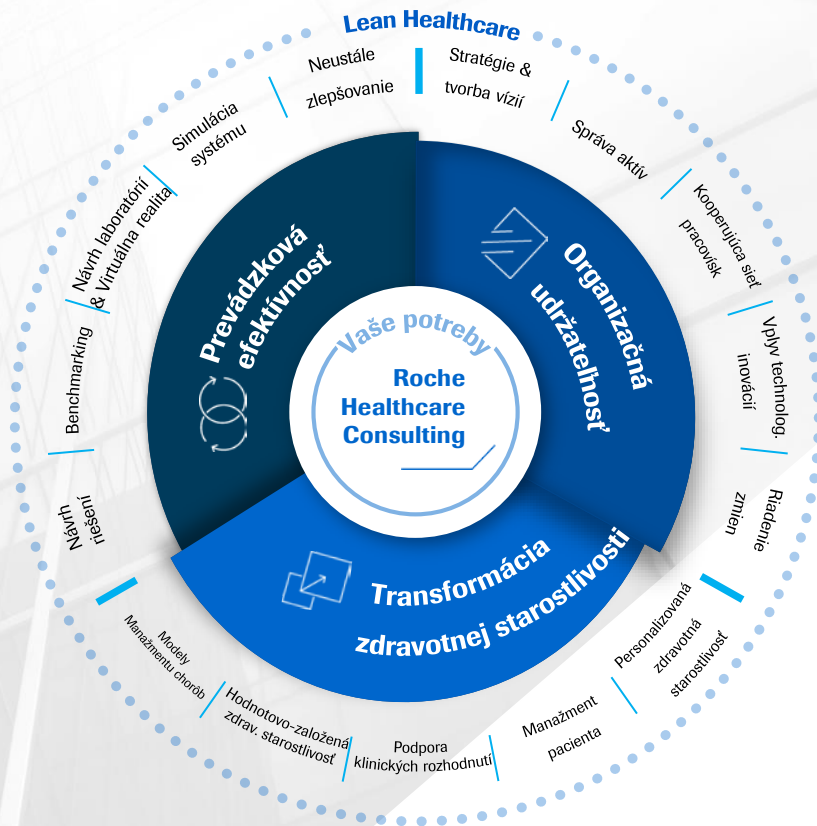 Lean Healthcare
Neustále
zlepšovanie
Stratégie &
tvorba vízií
Správa aktív
Kooperujúca sieť
pracovísk
Vplyv technolog.
inovácií
Riadenie
zmien
Personalizovaná
zdravotná
starostlivosť
Manažment
pacienta
Podpora
klinických rozhodnutí
Hodnotovo-založená
zdrav. starostlivosť
Modely
Manažmentu chorôb
Návrh
riešení
Benchmarking
Návrh laboratórií
& Virtuálna realita
Simulácia
systému
Prevádzková
efektívnosť
Organizačná
udržateľnosť
Transformácia
zdravotnej starostlivosti
Vaše potreby
Roche
Healthcare
Consulting